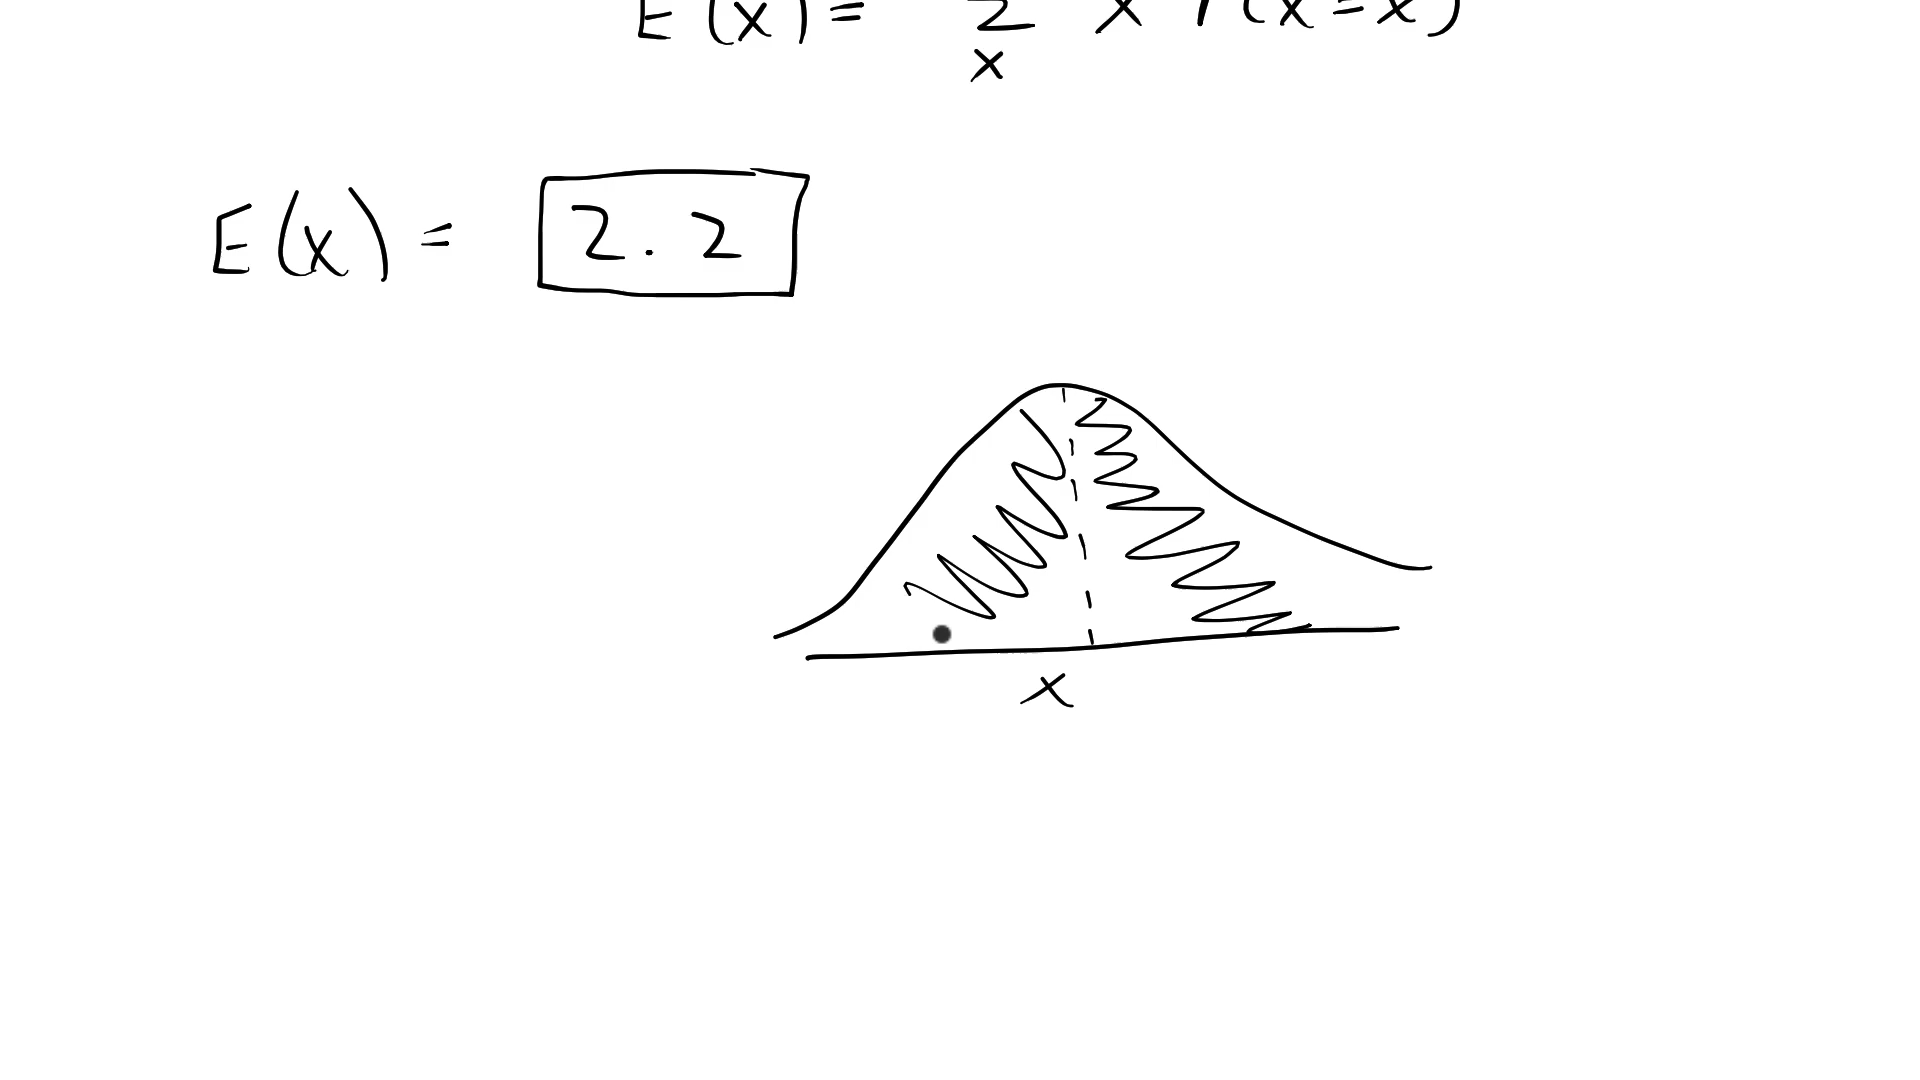 E(x) = Σ x P(x=x)
x
E(x) = 2.2
x